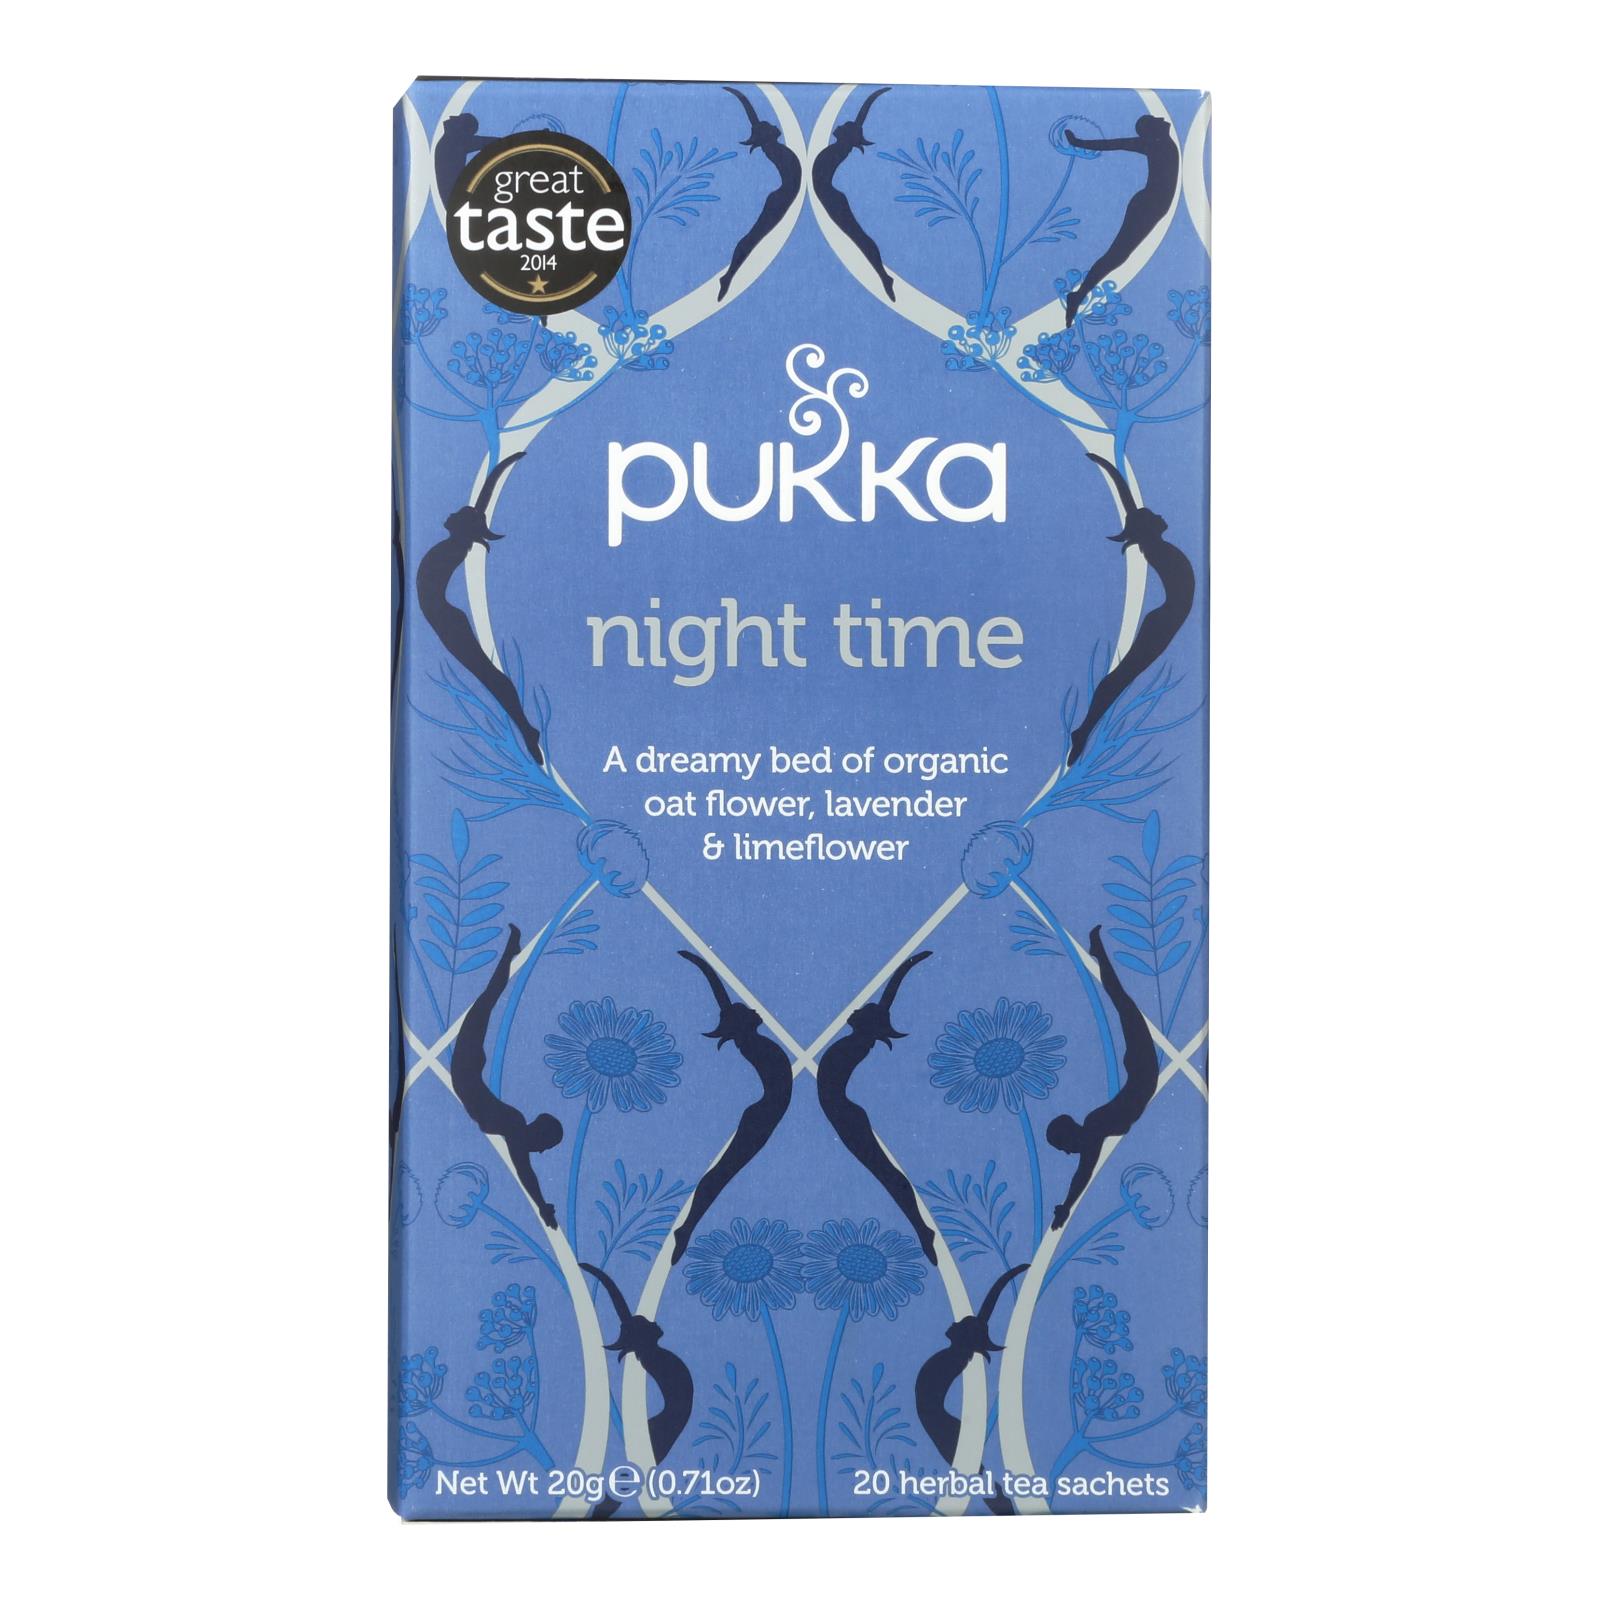 great
taste
2014
pukka
night time
A dreamy bed of organic
oat flower, lavender
& limeflower
Net Wt 20g ℮ (0.71oz)
20 herbal tea sachets